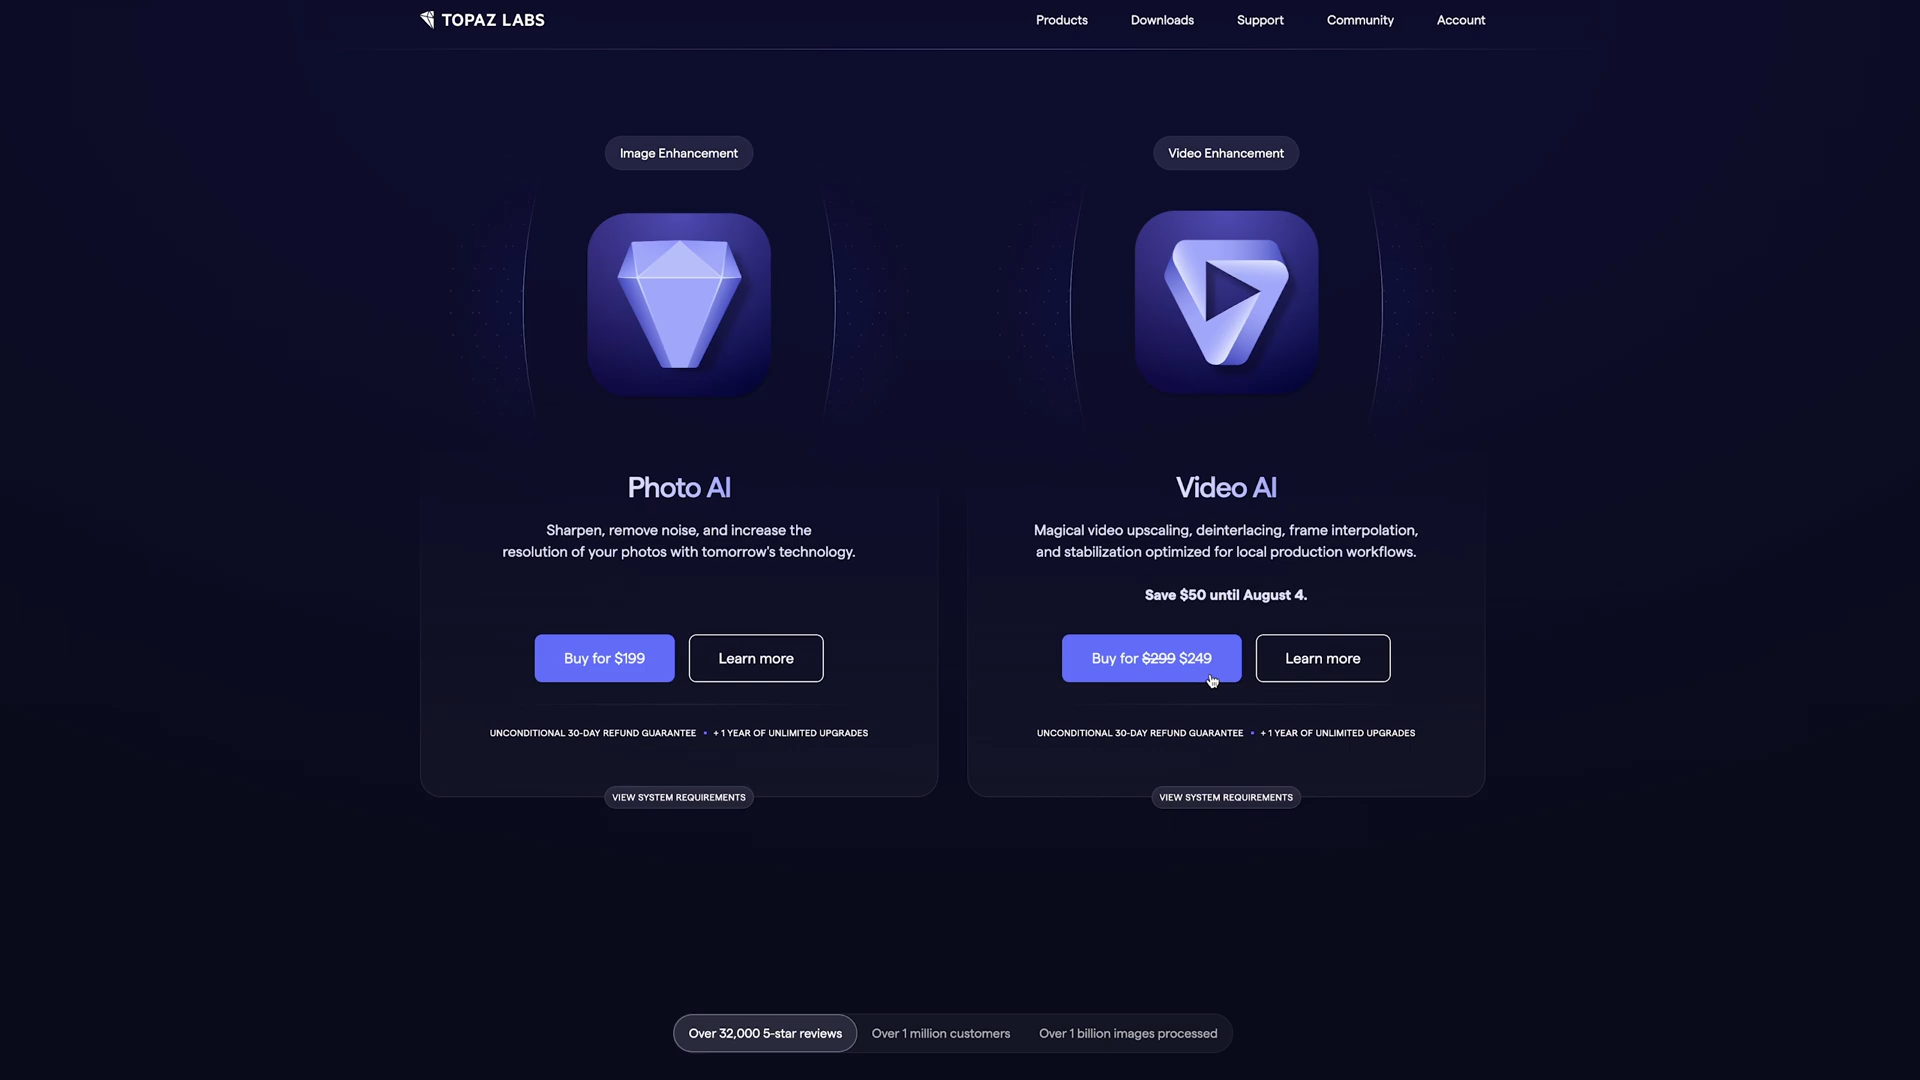 TOPAZ LABS
Products
Downloads
Support
Community
Account
Image Enhancement
Photo AI
Sharpen, remove noise, and increase the
resolution of your photos with tomorrow's technology.
Buy for $199
Learn more
UNCONDITIONAL 30-DAY REFUND GUARANTEE • + 1 YEAR OF UNLIMITED UPGRADES
VIEW SYSTEM REQUIREMENTS
Video Enhancement
Video AI
Magical video upscaling, deinterlacing, frame interpolation,
and stabilization optimized for local production workflows.
Save $50 until August 4.
Buy for $299 $249
Learn more
UNCONDITIONAL 30-DAY REFUND GUARANTEE • + 1 YEAR OF UNLIMITED UPGRADES
VIEW SYSTEM REQUIREMENTS
Over 32,000 5-star reviews
Over 1 million customers
Over 1 billion images processed